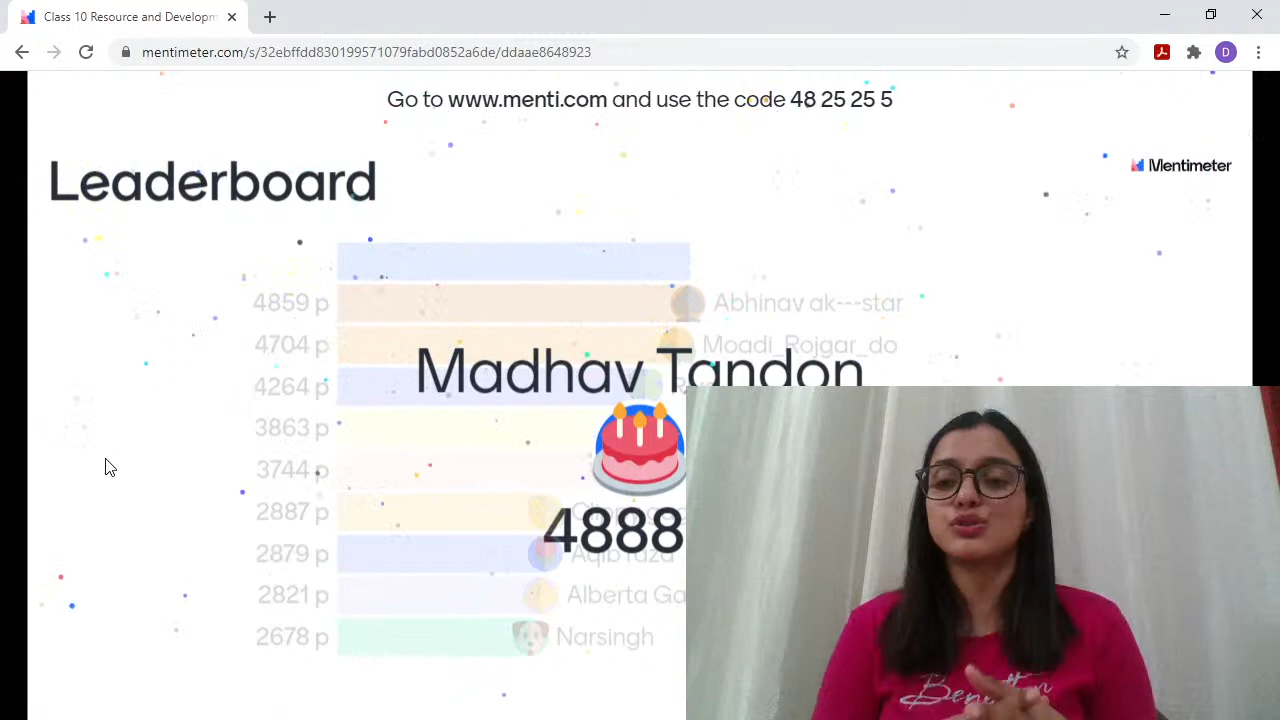 Class 10 Resource and Developm
mentimeter.com/s/32ebffdd830199571079fabd0852a6de/ddaae8648923
D
Go to www.menti.com and use the code 48 25 25 5
Leaderboard
Mentimeter
4859 p Abhinav ak---star
4704 p Moadi_Rojgar_do
Madhav Tandon
4264 p
3863 p
3744 p
2887 p
4888
2879 p Aqib raza
2821 p Alberta Ga
2678 p Narsingh